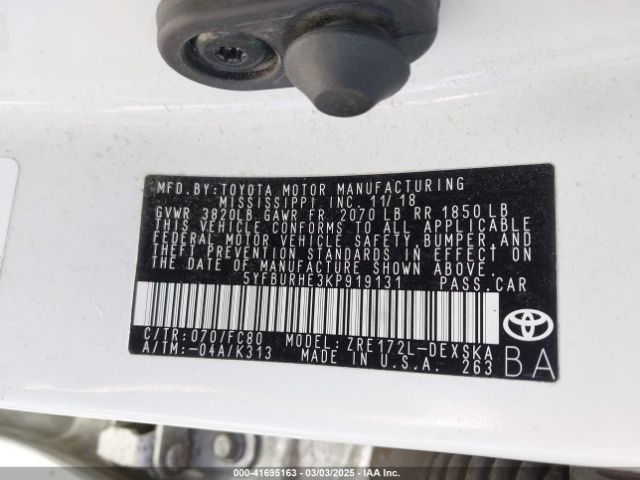 MFD.BY:TOYOTA MOTOR MANUFACTURING
MISSISSIPPI INC. 11/18
GVWR 3820LB GAWR FR. 2070 LB RR 1850 LB
THIS VEHICLE CONFORMS TO ALL APPLICABLE
FEDERAL MOTOR VEHICLE SAFETY, BUMPER, AND
THEFT PREVENTION STANDARDS IN EFFECT ON
THE DATE OF MANUFACTURE SHOWN ABOVE.
5YFBURHE3KP919131 PASS.CAR
C/TR:070/FC80 MODEL:ZRE172L-DEXSKA
A/TM:-04A/K313 MADE IN U.S.A. 263
TOYOTA
BA
000-41695163 - 03/03/2025 - IAA Inc.